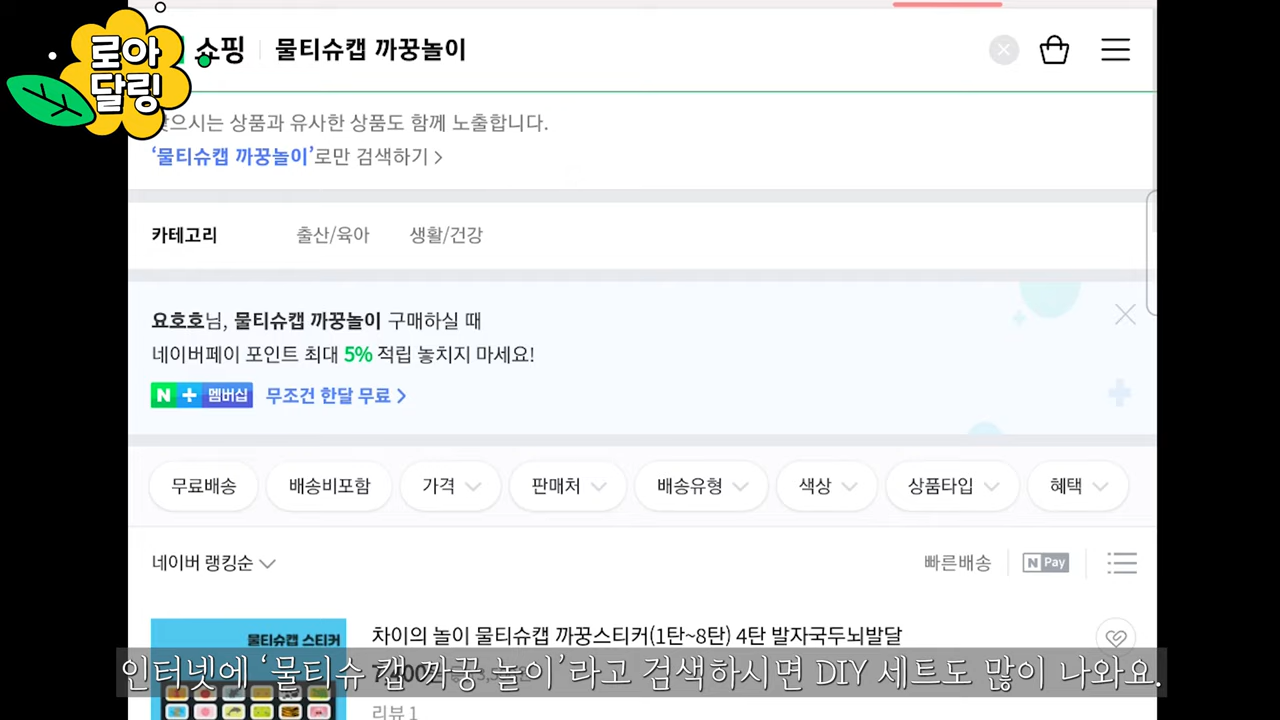 로아
달링
쇼핑
물티슈캡 까꿍놀이
찾으시는 상품과 유사한 상품도 함께 노출합니다.
‘물티슈캡 까꿍놀이’로만 검색하기 >
카테고리 출산/육아 생활/건강
요호호님, 물티슈캡 까꿍놀이 구매하실 때
네이버페이 포인트 최대 5% 적립 놓치지 마세요!
N + 멤버십 무조건 한달 무료 >
무료배송 배송비포함 가격 판매처 배송유형 색상 상품타입 혜택
네이버 랭킹순 빠른배송 N Pay
물티슈캡 스티커
차이의 놀이 물티슈캡 까꿍스티커(1탄~8탄) 4탄 발자국두뇌발달
인터넷에 ‘물티슈 캡 까꿍 놀이’라고 검색하시면 DIY 세트도 많이 나와요.
리뷰 1